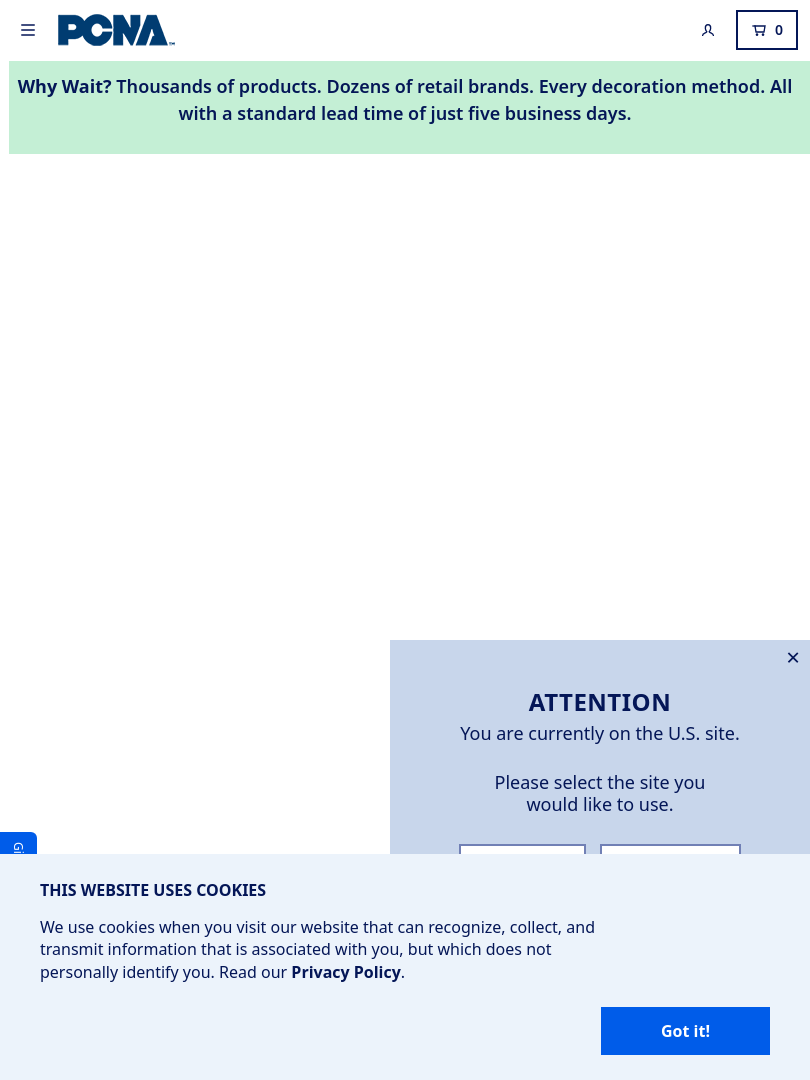 PCNA™
0
Why Wait? Thousands of products. Dozens of retail brands. Every decoration method. All
with a standard lead time of just five business days.
ATTENTION
You are currently on the U.S. site.
Please select the site you
would like to use.
THIS WEBSITE USES COOKIES
We use cookies when you visit our website that can recognize, collect, and
transmit information that is associated with you, but which does not
personally identify you. Read our Privacy Policy.
Got it!